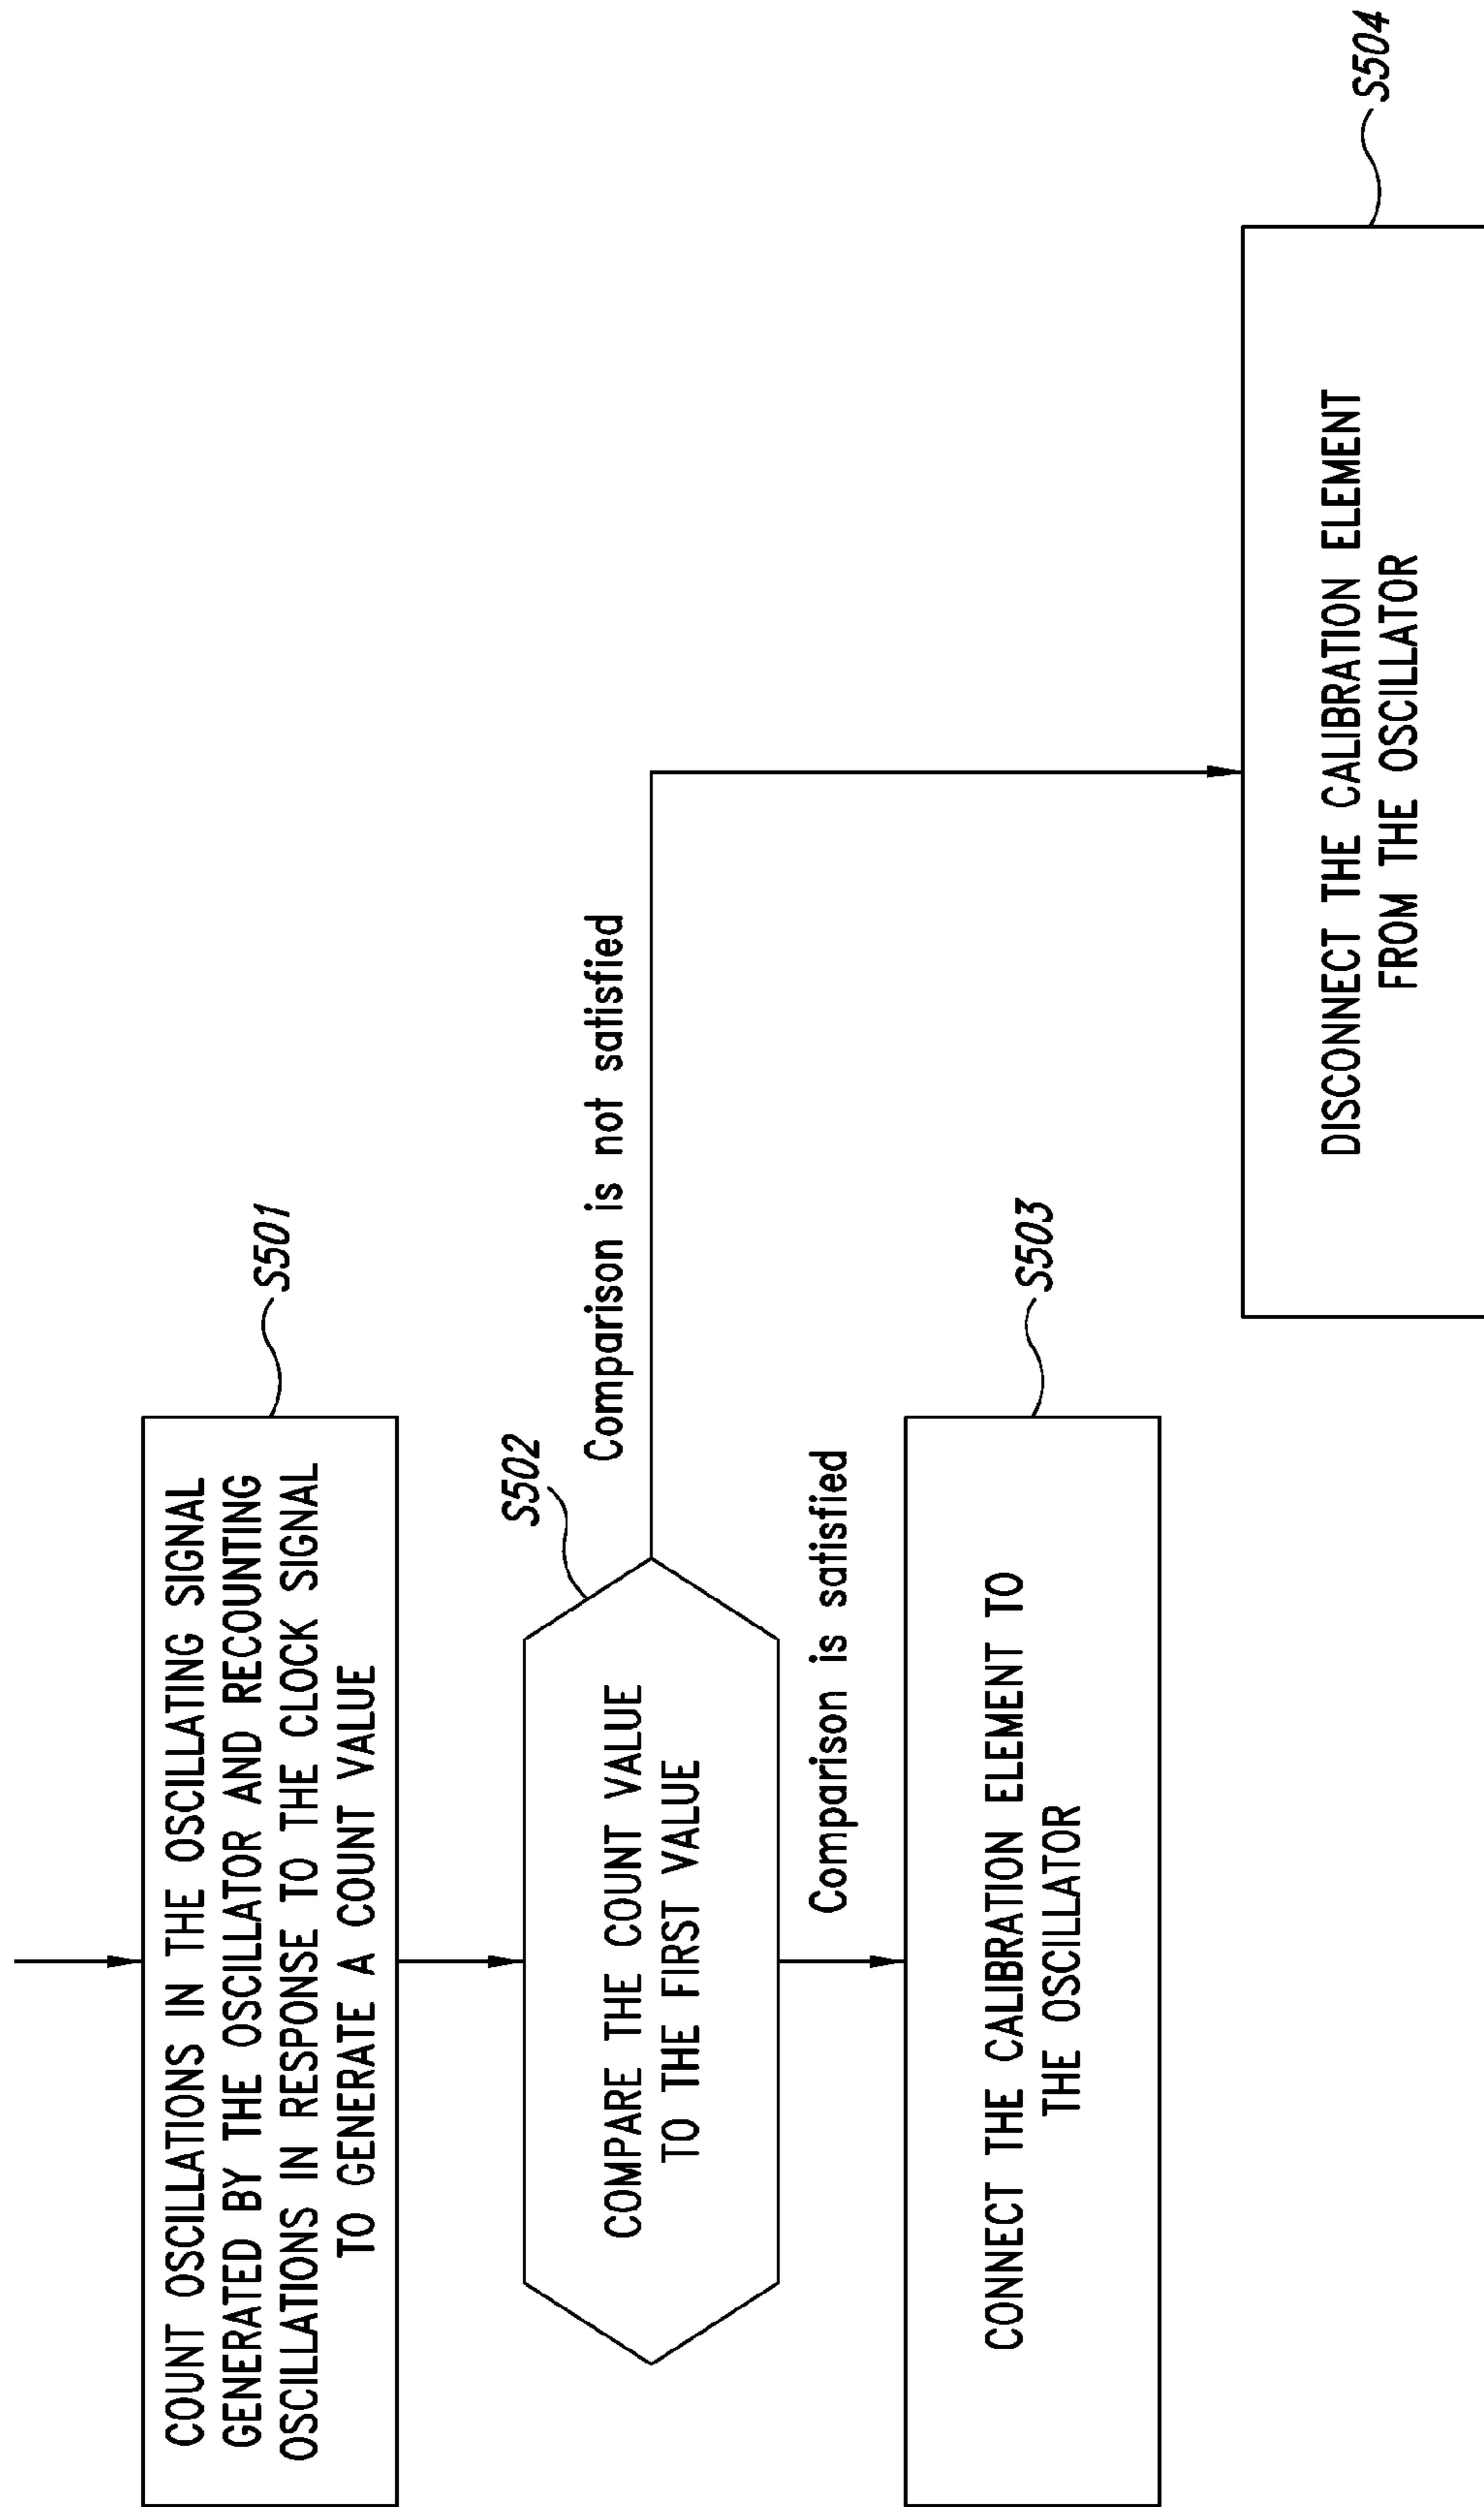 COUNT OSCILLATIONS IN THE OSCILLATING SIGNAL
GENERATED BY THE OSCILLATOR AND RECOUNTING
OSCILLATIONS IN RESPONSE TO THE CLOCK SIGNAL
TO GENERATE A COUNT VALUE
S501
COMPARE THE COUNT VALUE
TO THE FIRST VALUE
S502
Comparison is not satisfied
Comparison is satisfied
CONNECT THE CALIBRATION ELEMENT TO
THE OSCILLATOR
S503
DISCONNECT THE CALIBRATION ELEMENT
FROM THE OSCILLATOR
S504